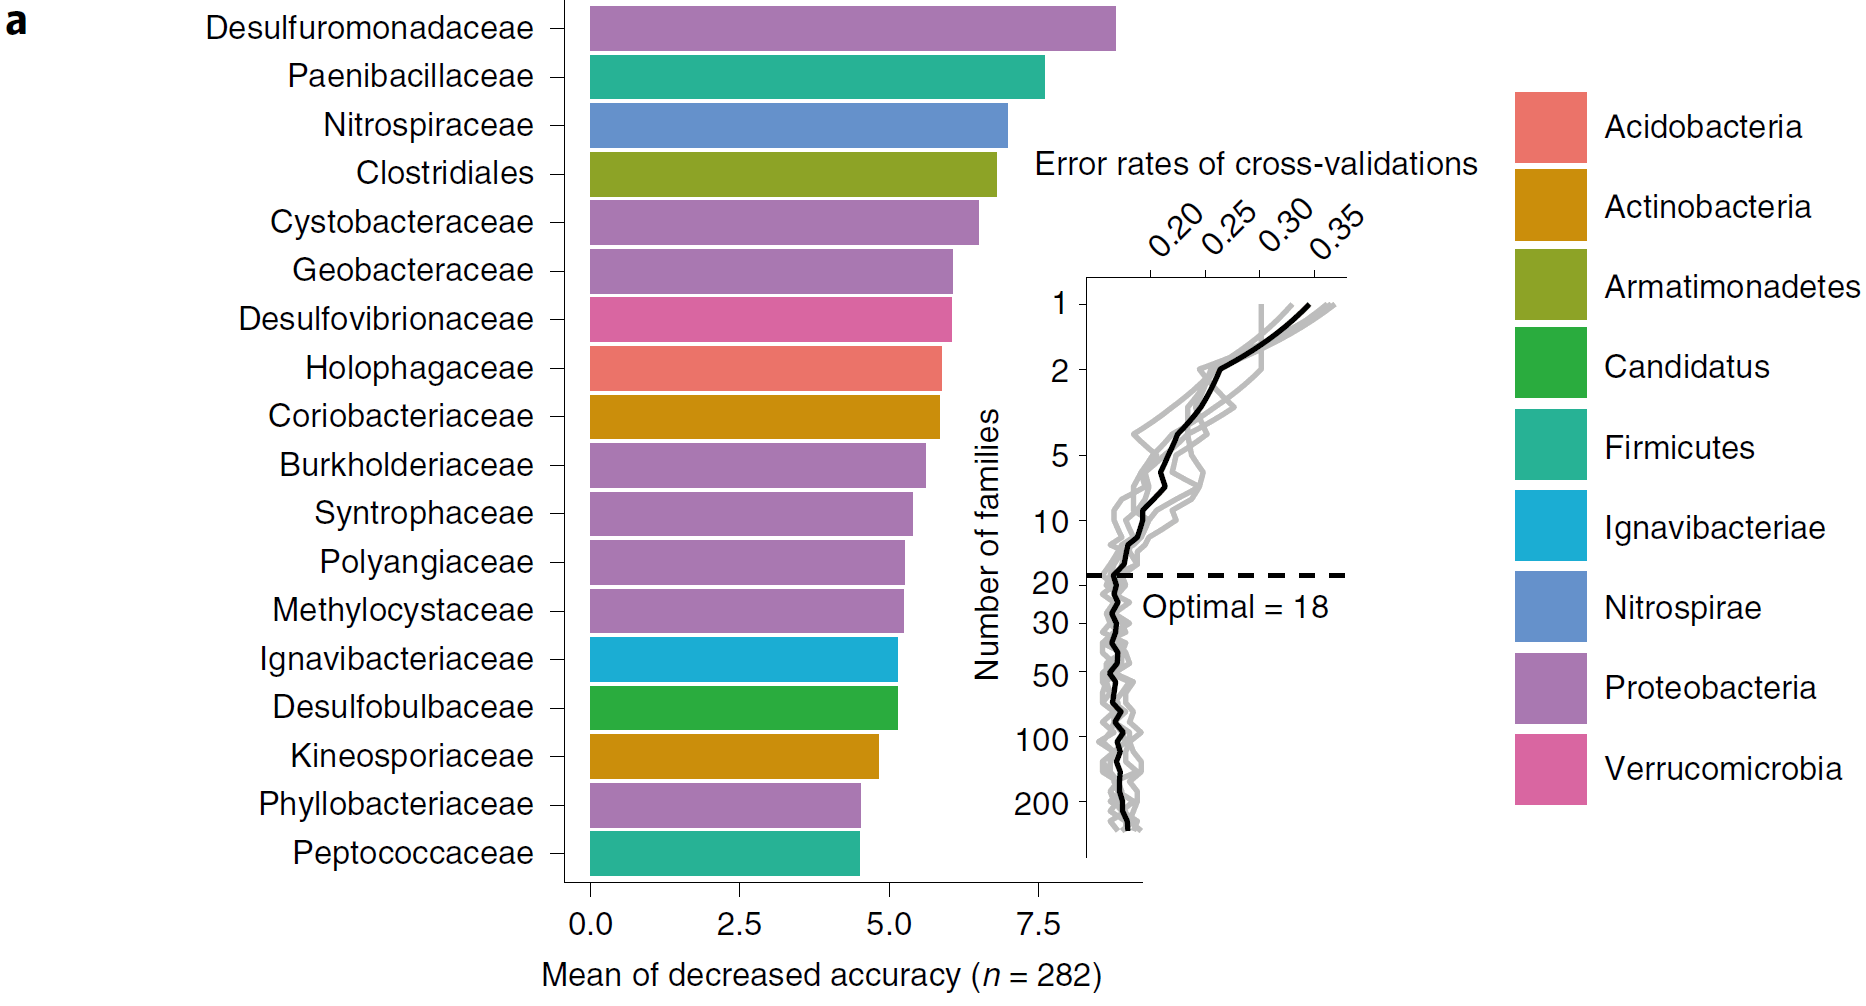 a
Desulfuromonadaceae
Paenibacillaceae
Nitrospiraceae
Clostridiales
Cystobacteraceae
Geobacteraceae
Desulfovibrionaceae
Holophagaceae
Coriobacteriaceae
Burkholderiaceae
Syntrophaceae
Polyangiaceae
Methylocystaceae
Ignavibacteriaceae
Desulfobulbaceae
Kineosporiaceae
Phyllobacteriaceae
Peptococcaceae
0.0 2.5 5.0 7.5
Mean of decreased accuracy (n = 282)
Error rates of cross-validations
0.20 0.25 0.30 0.35
Number of families
1
2
5
10
20
30
50
100
200
Optimal = 18
Acidobacteria
Actinobacteria
Armatimonadetes
Candidatus
Firmicutes
Ignavibacteriae
Nitrospirae
Proteobacteria
Verrucomicrobia